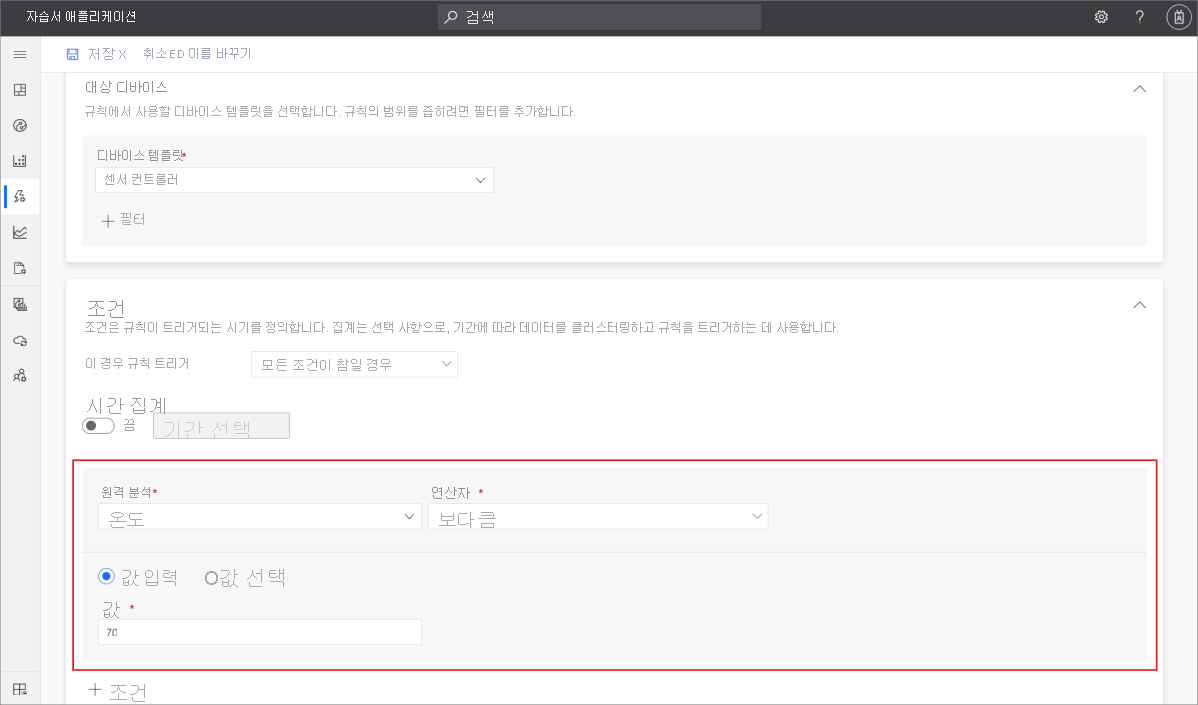 자습서 애플리케이션
검색
?
저장 X 취소ED 이름 바꾸기
대상 디바이스
규칙에서 사용할 디바이스 템플릿을 선택합니다. 규칙의 범위를 좁히려면 필터를 추가합니다.
디바이스 템플릿*
센서 컨트롤러
+ 필터
조건
조건은 규칙이 트리거되는 시기를 정의합니다. 집계는 선택 사항으로, 기간에 따라 데이터를 클러스터링하고 규칙을 트리거하는 데 사용합니다.
이 경우 규칙 트리거 모든 조건이 참일 경우
시간 집계
끔 기간 선택
원격 분석* 연산자 *
온도 보다 큼
값 입력 O값 선택
값 *
70
+ 조건